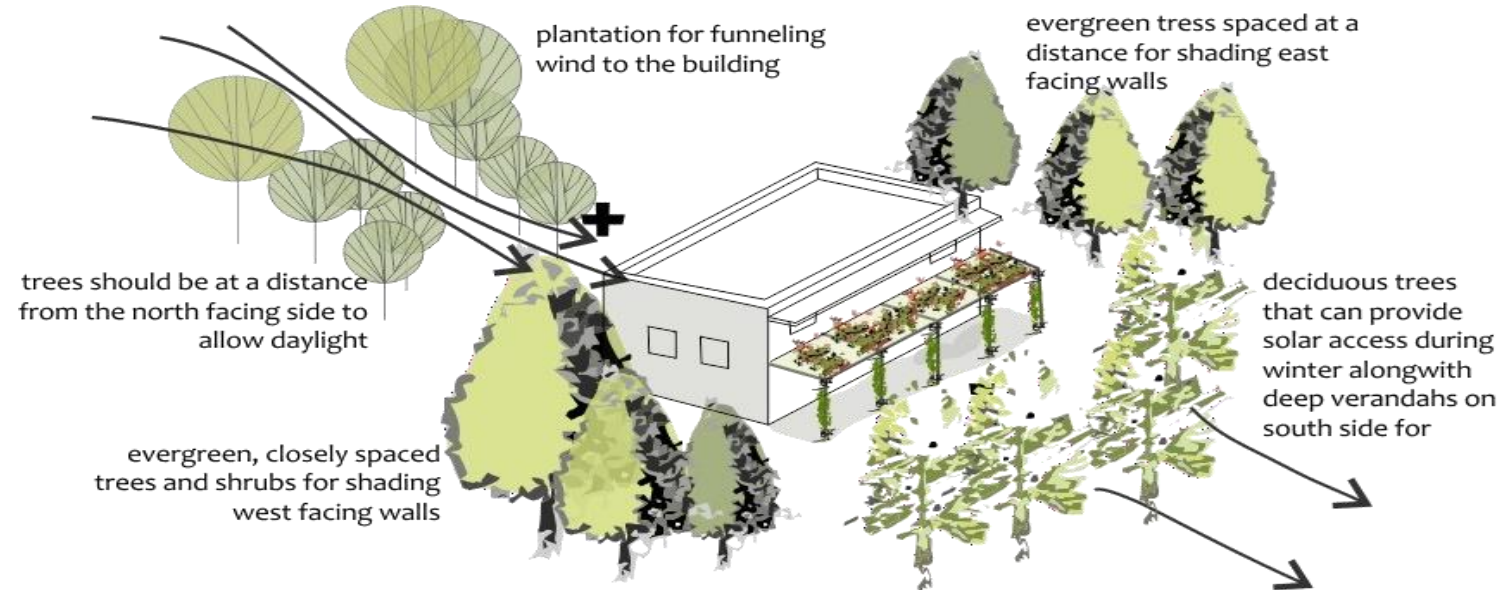 plantation for funneling
wind to the building
evergreen tress spaced at a
distance for shading east
facing walls
trees should be at a distance
from the north facing side to
allow daylight
deciduous trees
that can provide
solar access during
winter alongwith
deep verandahs on
south side for
evergreen, closely spaced
trees and shrubs for shading
west facing walls